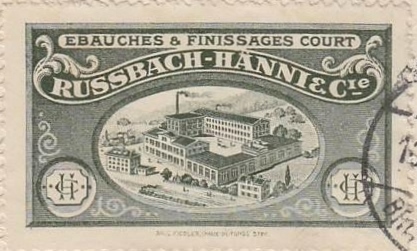 EBAUCHES & FINISSAGES COURT
RUSSBACH-HÄNNI & Cie